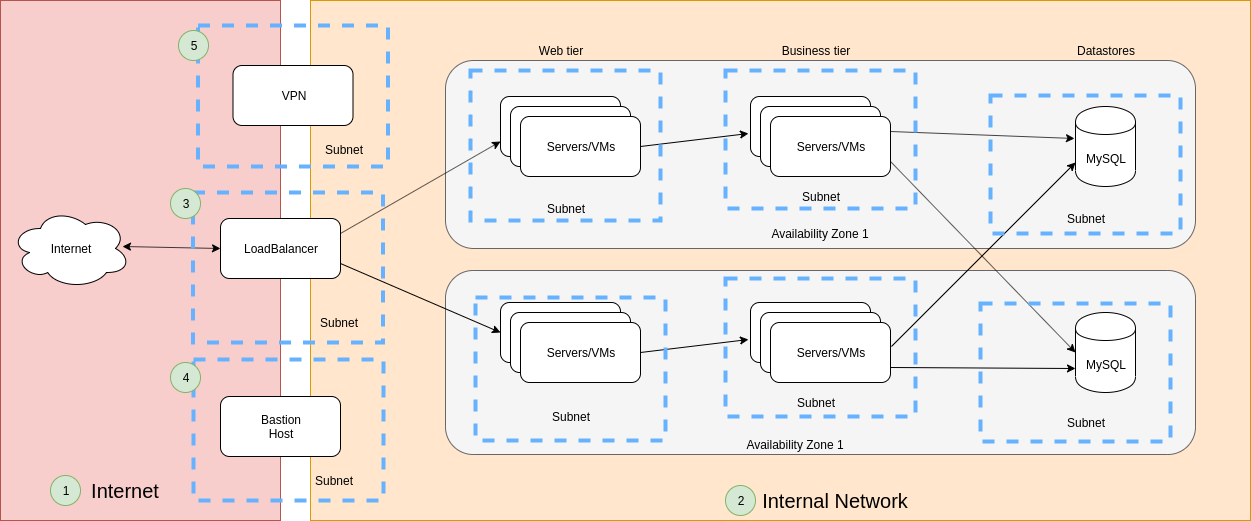 5
VPN
Subnet
3
Internet
LoadBalancer
Subnet
4
Bastion
Host
Subnet
1
Internet
Web tier
Business tier
Datastores
Servers/VMs
Subnet
Servers/VMs
Subnet
MySQL
Subnet
Availability Zone 1
Servers/VMs
Subnet
Servers/VMs
Subnet
MySQL
Subnet
Availability Zone 1
2
Internal Network